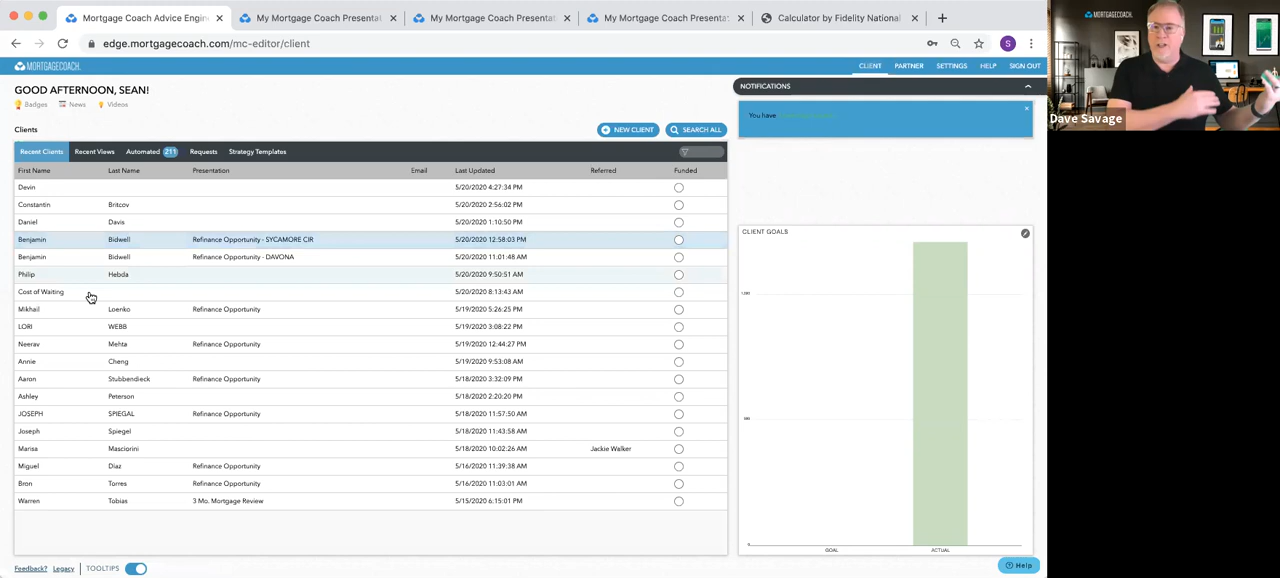 Mortgage Coach Advice Engin
My Mortgage Coach Presentat
My Mortgage Coach Presentat
My Mortgage Coach Presentat
Calculator by Fidelity National
edge.mortgagecoach.com/mc-editor/client
S
MORTGAGECOACH
CLIENT PARTNER SETTINGS HELP SIGN OUT
GOOD AFTERNOON, SEAN!
Badges News Videos
Clients
NEW CLIENT SEARCH ALL
Recent Clients Recent Views Automated 211 Requests Strategy Templates
First Name Last Name Presentation Email Last Updated Referred Funded
Devin 5/20/2020 4:27:34 PM
Constantin Britcov 5/20/2020 2:56:02 PM
Daniel Davis 5/20/2020 1:10:50 PM
Benjamin Bidwell Refinance Opportunity - SYCAMORE CIR 5/20/2020 12:58:03 PM
Benjamin Bidwell Refinance Opportunity - DAVONA 5/20/2020 11:01:48 AM
Philip Hebda 5/20/2020 9:50:51 AM
Cost of Waiting 5/20/2020 8:13:43 AM
Mikhail Loenko Refinance Opportunity 5/19/2020 5:26:25 PM
LORI WEBB 5/19/2020 3:08:22 PM
Neerav Mehta Refinance Opportunity 5/19/2020 12:44:27 PM
Annie Cheng 5/19/2020 9:53:08 AM
Aaron Stubbendieck Refinance Opportunity 5/18/2020 3:32:09 PM
Ashley Peterson 5/18/2020 2:20:20 PM
JOSEPH SPIEGAL Refinance Opportunity 5/18/2020 11:57:50 AM
Joseph Spiegel 5/18/2020 11:43:58 AM
Marisa Masciorini 5/18/2020 10:02:26 AM Jackie Walker
Miguel Diaz Refinance Opportunity 5/16/2020 11:39:38 AM
Bron Torres Refinance Opportunity 5/16/2020 11:03:01 AM
Warren Tobias 3 Mo. Mortgage Review 5/15/2020 6:15:01 PM
Feedback? Legacy TOOLTIPS
NOTIFICATIONS
You have
CLIENT GOALS
0
GOAL ACTUAL
Help
MORTGAGECOACH
Dave Savage